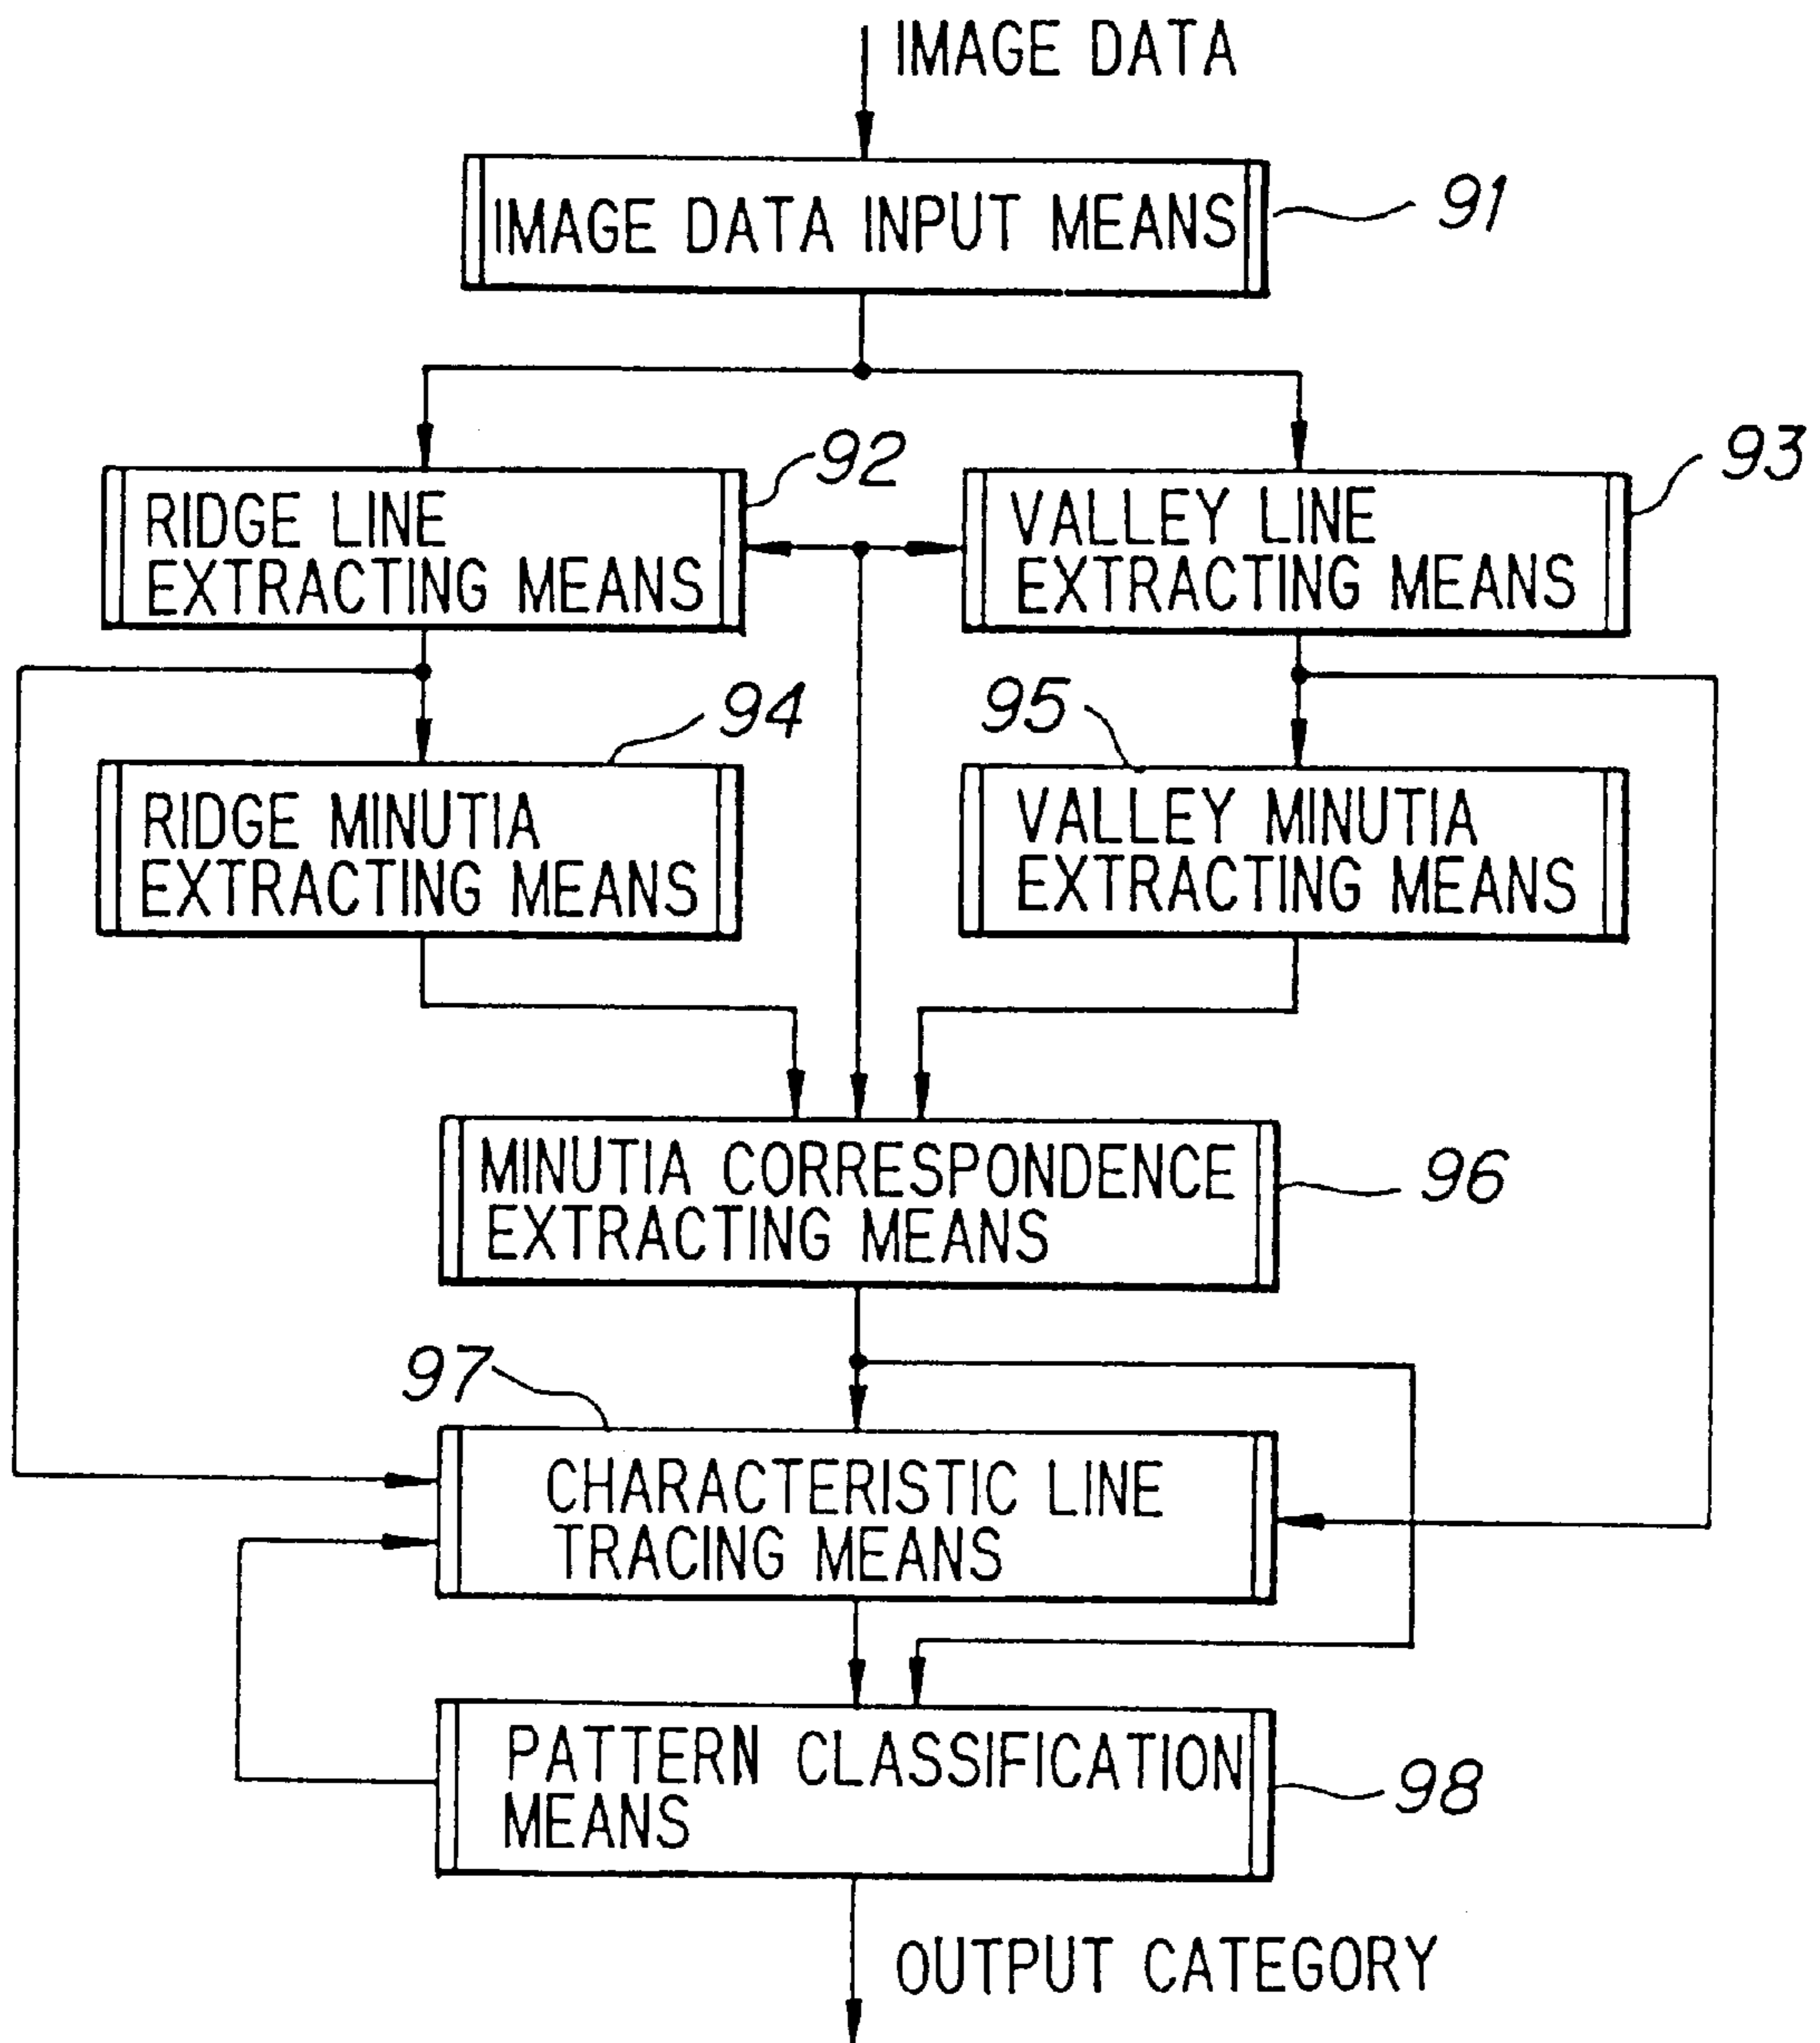 IMAGE DATA
IMAGE DATA INPUT MEANS
91
92
93
RIDGE LINE
EXTRACTING MEANS
VALLEY LINE
EXTRACTING MEANS
94
95
RIDGE MINUTIA
EXTRACTING MEANS
VALLEY MINUTIA
EXTRACTING MEANS
MINUTIA CORRESPONDENCE
EXTRACTING MEANS
96
97
CHARACTERISTIC LINE
TRACING MEANS
PATTERN CLASSIFICATION
MEANS
98
OUTPUT CATEGORY